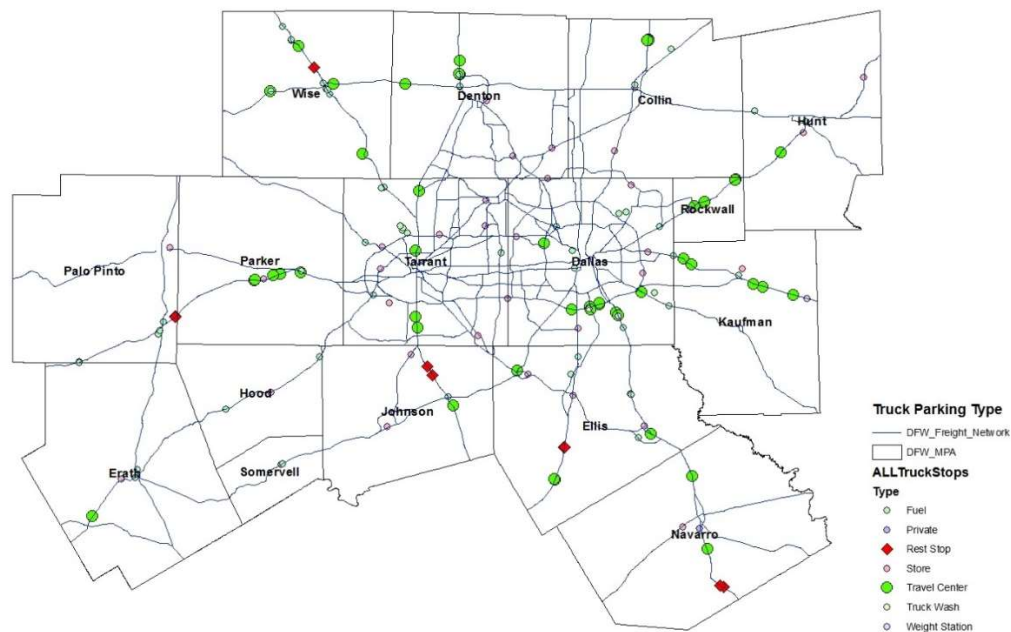 Wise
Denton
Collin
Hunt
Rockwall
Palo Pinto
Parker
Tarrant
Dallas
Kaufman
Hood
Johnson
Ellis
Erath
Somervell
Navarro
Truck Parking Type
DFW_Freight_Network
DFW_MPA
ALLTruckStops
Type
Fuel
Private
Rest Stop
Store
Travel Center
Truck Wash
Weight Station